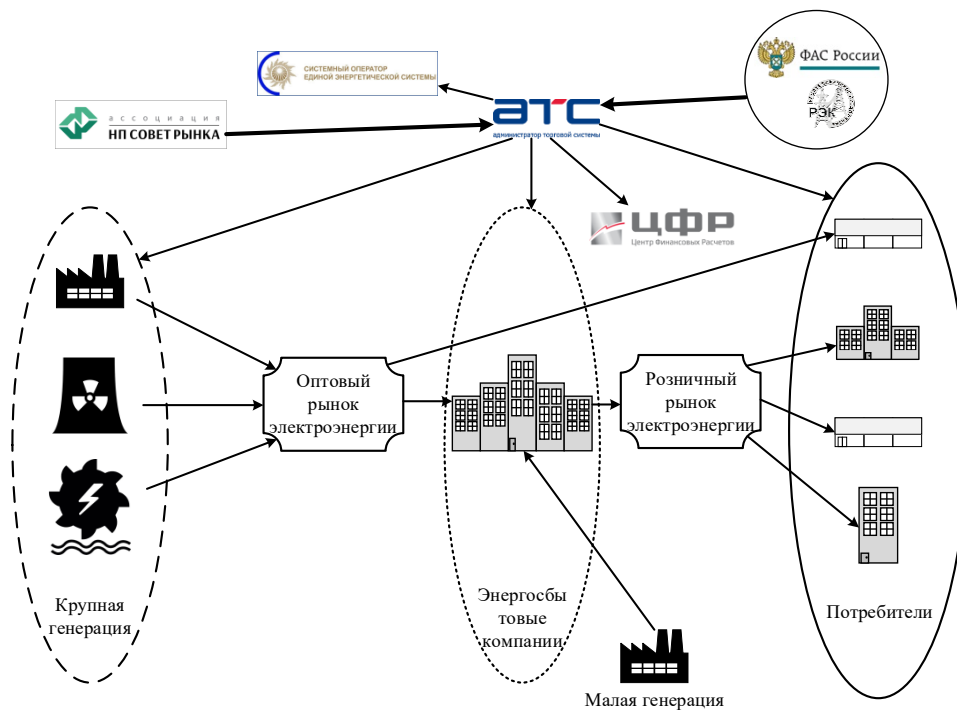 СИСТЕМНЫЙ ОПЕРАТОР
ЕДИНОЙ ЭНЕРГЕТИЧЕСКОЙ СИСТЕМЫ
ФАС России
РЭК
ассоциация
НП СОВЕТ РЫНКА
атс
администратор торговой системы
ЦФР
Центр Финансовых Расчетов
Оптовый
рынок
электроэнергии
Розничный
рынок
электроэнергии
Крупная
генерация
Энергосбы
товые
компании
Потребители
Малая генерация